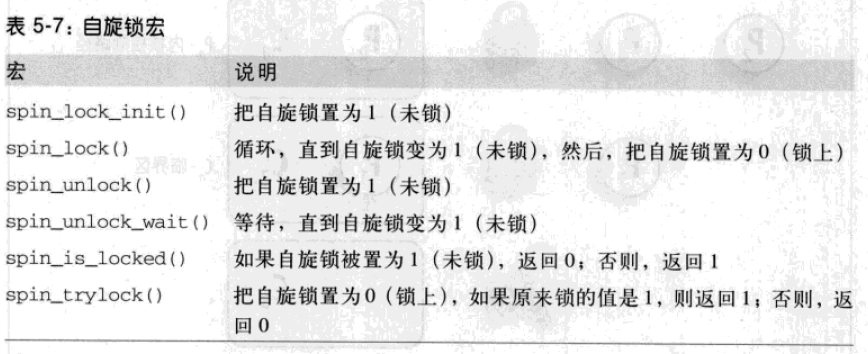 表 5-7：自旋锁宏
宏 说明
spin_lock_init() 把自旋锁置为1（未锁）
spin_lock() 循环，直到自旋锁变为1（未锁），然后，把自旋锁置为0（锁上）
spin_unlock() 把自旋锁置为1（未锁）
spin_unlock_wait() 等待，直到自旋锁变为1（未锁）
spin_is_locked() 如果自旋锁被置为1（未锁），返回0；否则，返回1
spin_trylock() 把自旋锁置为0（锁上），如果原来锁的值是1，则返回1；否则，返
回0